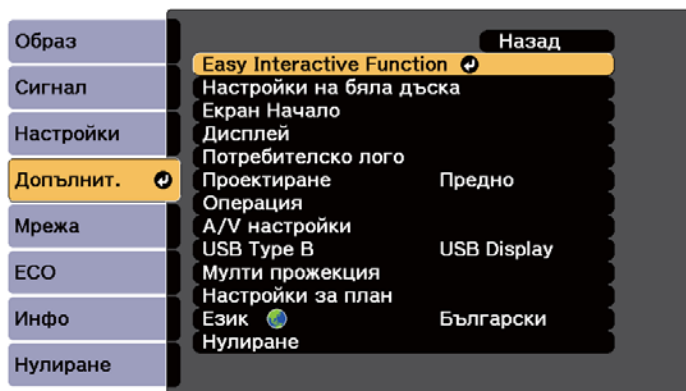 Образ
Сигнал
Настройки
Допълнит.
Мрежа
ECO
Инфо
Нулиране
Назад
Easy Interactive Function
Настройки на бяла дъска
Екран Начало
Дисплей
Потребителско лого
Проектиране Предно
Операция
A/V настройки
USB Type B USB Display
Мулти прожекция
Настройки за план
Език Български
Нулиране